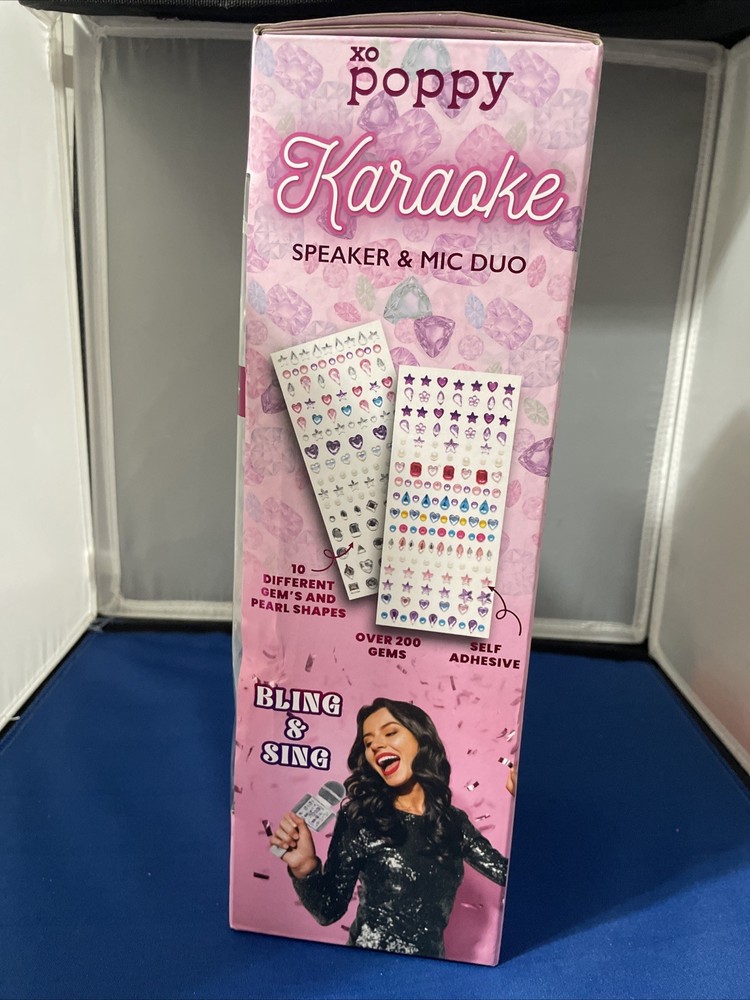 xo
poppy
Karaoke
SPEAKER & MIC DUO
10
DIFFERENT
GEM'S AND
PEARL SHAPES
OVER 200
GEMS
SELF
ADHESIVE
BLING
&
SING